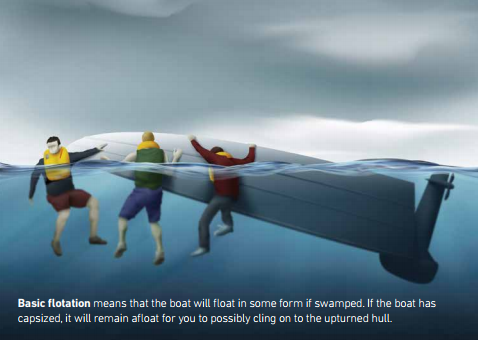 Basic flotation means that the boat will float in some form if swamped. If the boat has
capsized, it will remain afloat for you to possibly cling on to the upturned hull.